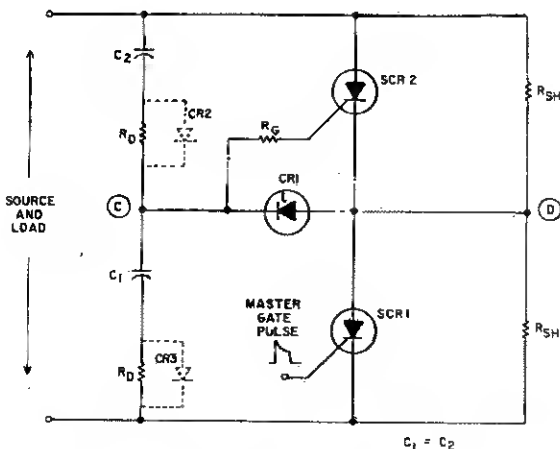 C2
SCR 2
RSH
CR2
RD
RG
SOURCE
AND
LOAD
C
CR1
D
C1
MASTER
GATE
PULSE
SCR1
RSH
CR3
RD
C1 = C2